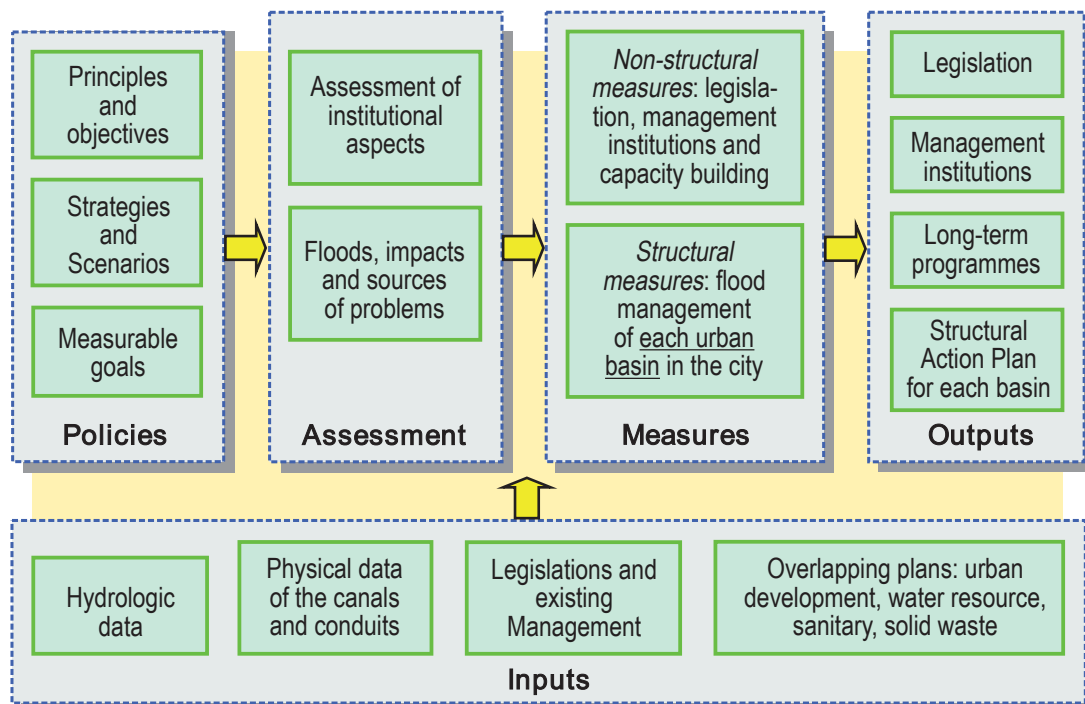 Principles
and
objectives
Strategies
and
Scenarios
Measurable
goals
Policies
Assessment of
institutional
aspects
Floods, impacts
and sources
of problems
Assessment
Non-structural
measures: legisla-
tion, management
institutions and
capacity building
Structural
measures: flood
management
of each urban
basin in the city
Measures
Legislation
Management
institutions
Long-term
programmes
Structural
Action Plan
for each basin
Outputs
Hydrologic
data
Physical data
of the canals
and conduits
Legislations and
existing
Management
Overlapping plans: urban
development, water resource,
sanitary, solid waste
Inputs